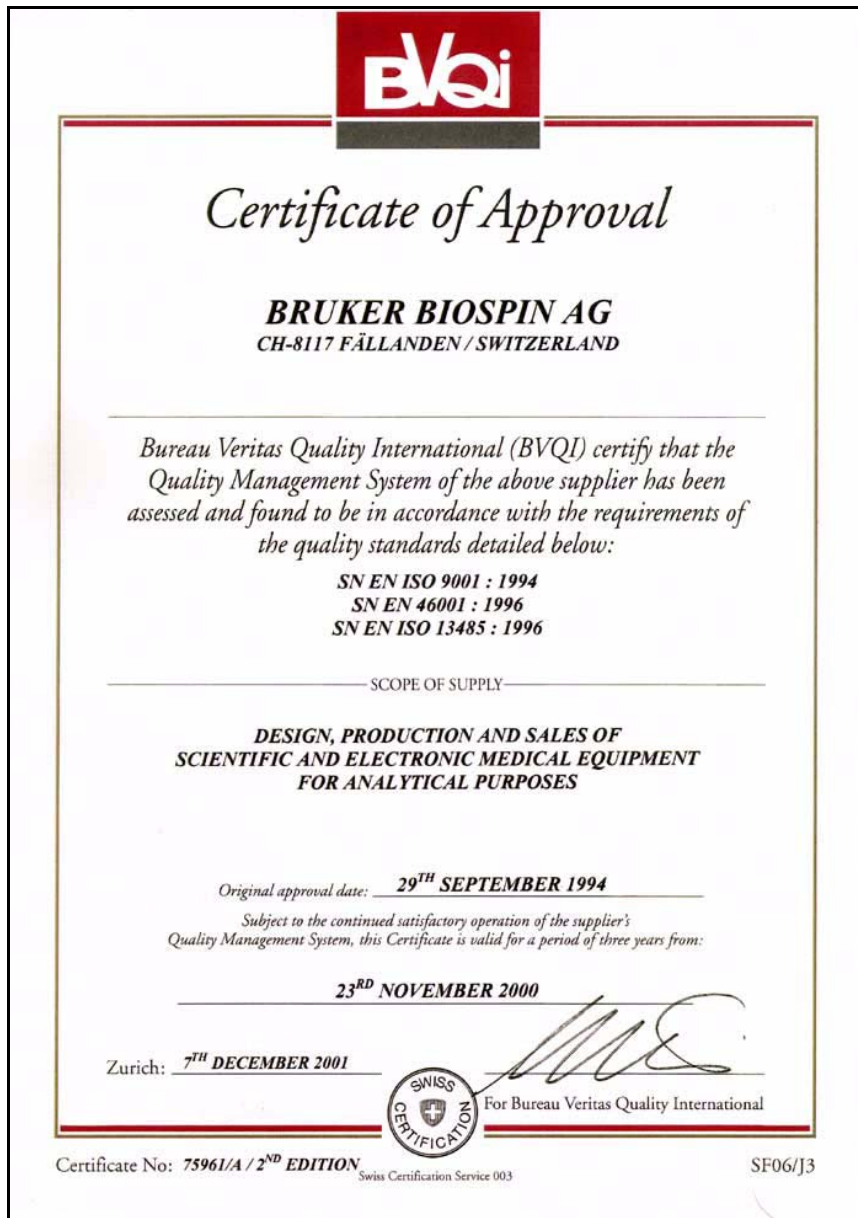 BVQi
Certificate of Approval
BRUKER BIOSPIN AG
CH-8117 FÄLLANDEN / SWITZERLAND
Bureau Veritas Quality International (BVQI) certify that the
Quality Management System of the above supplier has been
assessed and found to be in accordance with the requirements of
the quality standards detailed below:
SN EN ISO 9001 : 1994
SN EN 46001 : 1996
SN EN ISO 13485 : 1996
SCOPE OF SUPPLY
DESIGN, PRODUCTION AND SALES OF
SCIENTIFIC AND ELECTRONIC MEDICAL EQUIPMENT
FOR ANALYTICAL PURPOSES
Original approval date: 29TH SEPTEMBER 1994
Subject to the continued satisfactory operation of the supplier's
Quality Management System, this Certificate is valid for a period of three years from:
23RD NOVEMBER 2000
Zurich: 7TH DECEMBER 2001
SWISS CERTIFICATION
For Bureau Veritas Quality International
Certificate No: 75961/A / 2ND EDITION
Swiss Certification Service 003
SF06/J3